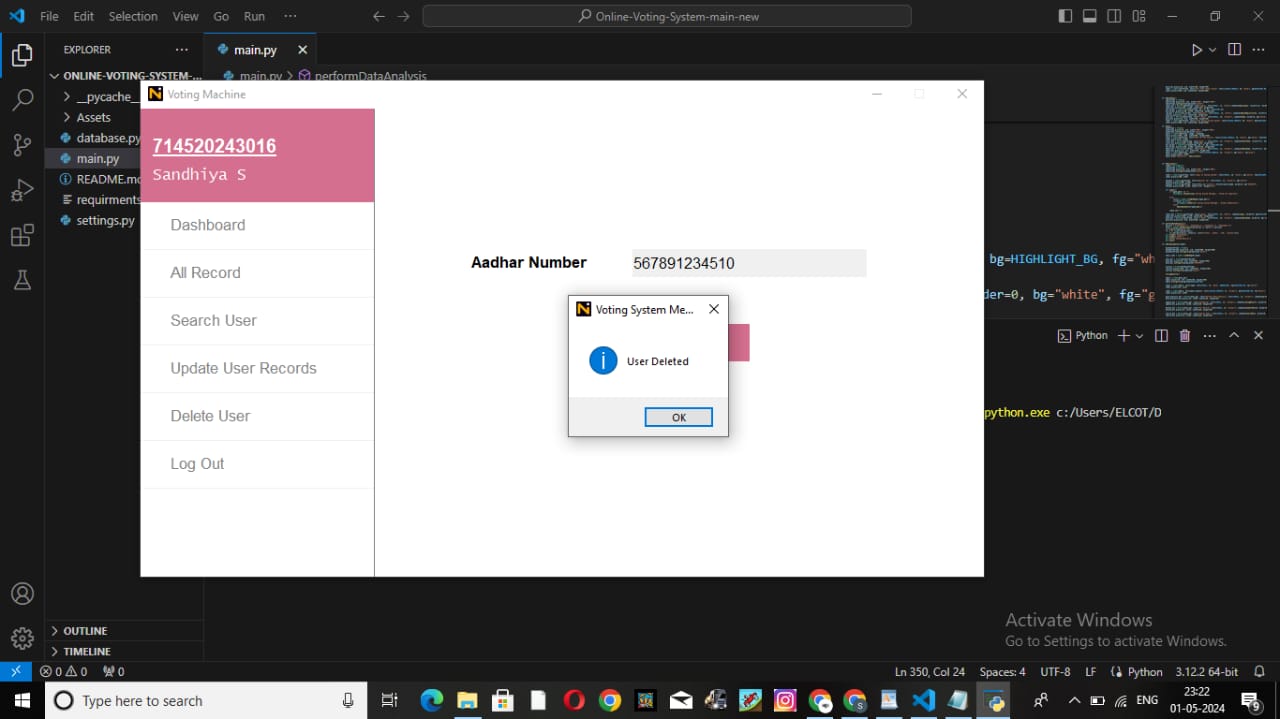 File Edit Selection View Go Run ···
Online-Voting-System-main-new
EXPLORER ···
main.py
ONLINE-VOTING-SYSTEM-...
main.py > performDataAnalysis
__pycache__
Assets
database.py
main.py
README.md
requirments
settings.py
Voting Machine
714520243016
Sandhiya S
Dashboard
All Record
Search User
Update User Records
Delete User
Log Out
Aadhar Number
567891234510
Voting System Me...
User Deleted
OK
bg=HIGHLIGHT_BG, fg="wh
der=0, bg="white", fg="g
Python
python.exe c:/Users/ELCOT/D
OUTLINE
TIMELINE
Activate Windows
Go to Settings to activate Windows.
0 0 0
Ln 350, Col 24 Spaces: 4 UTF-8 LF Python 3.12.2 64-bit
Type here to search
ENG
23:22
01-05-2024
9